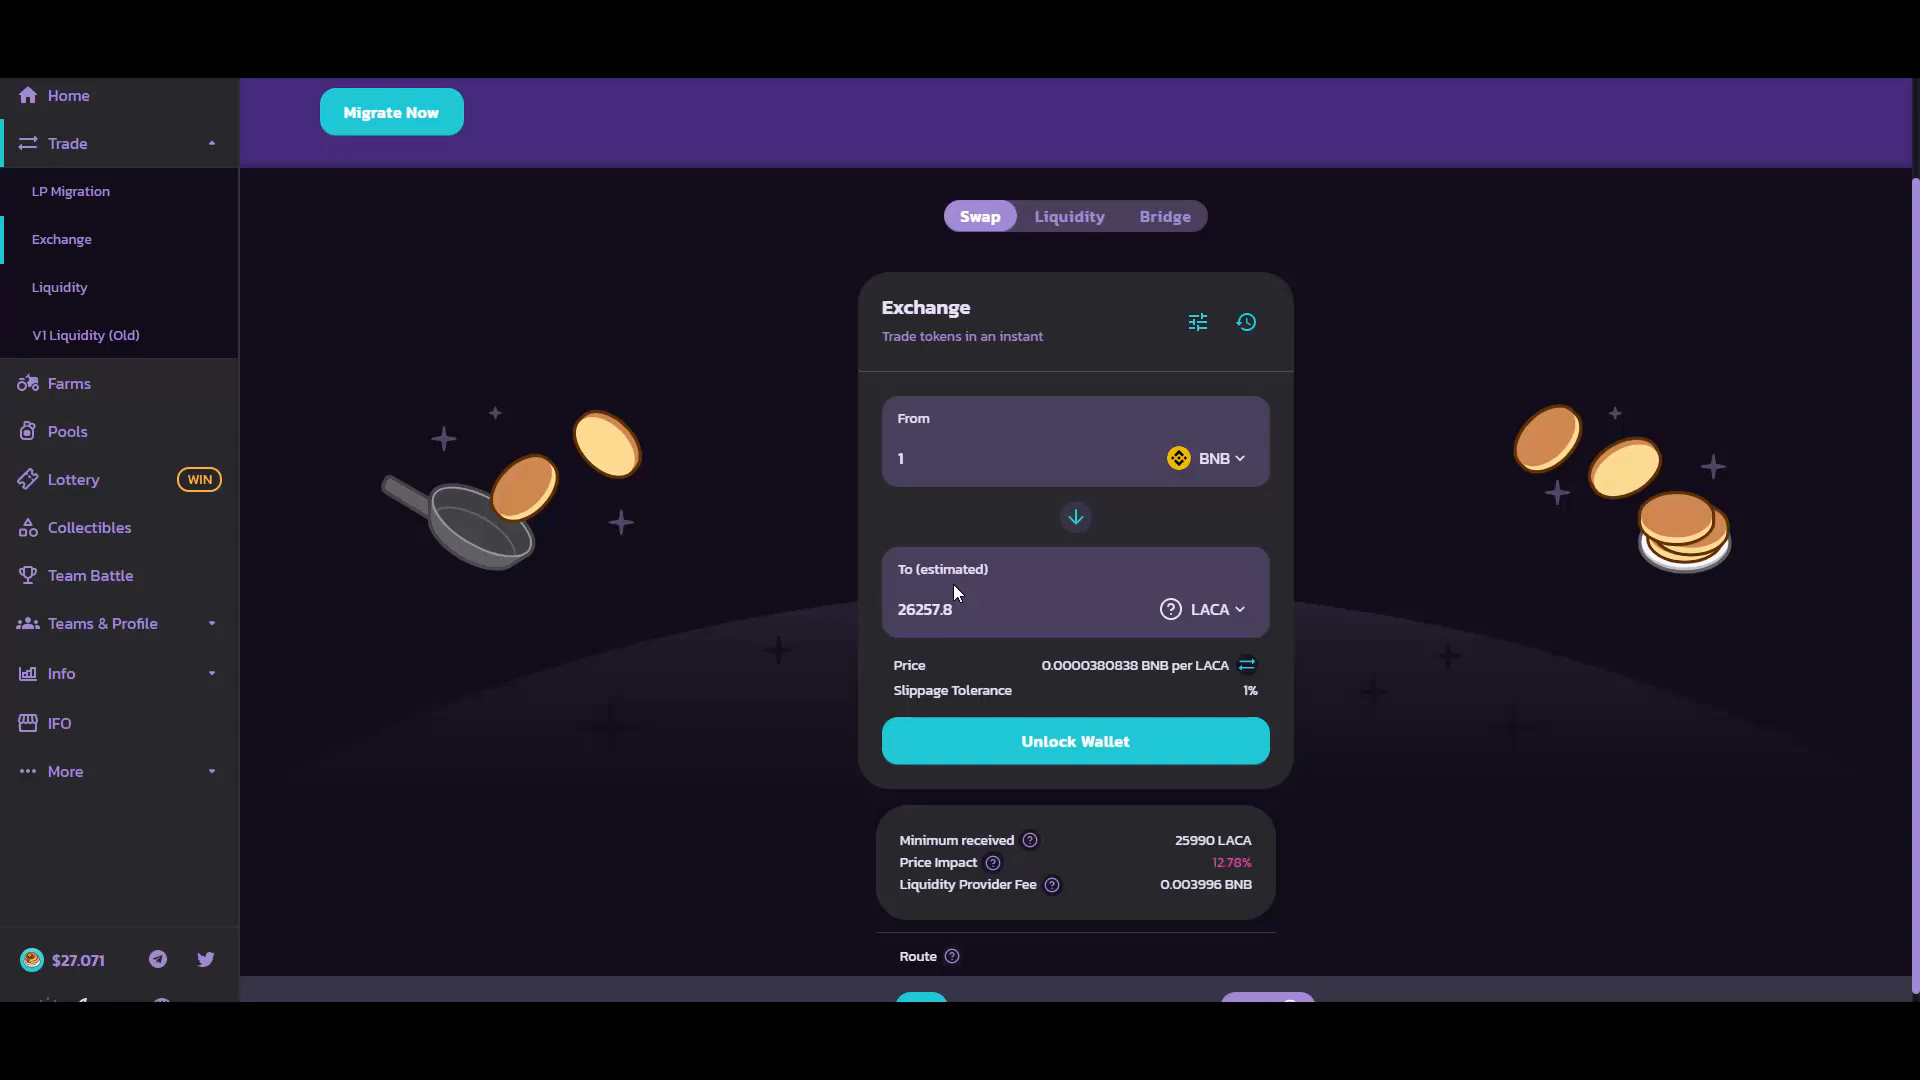 Home
Migrate Now
Trade
LP Migration
Exchange
Liquidity
V1 Liquidity (Old)
Farms
Pools
Lottery WIN
Collectibles
Team Battle
Teams & Profile
Info
IFO
More
$27.071
Swap Liquidity Bridge
Exchange
Trade tokens in an instant
From
1 BNB
To (estimated)
26257.8 LACA
Price 0.0000380838 BNB per LACA
Slippage Tolerance 1%
Unlock Wallet
Minimum received 25990 LACA
Price Impact 12.78%
Liquidity Provider Fee 0.003996 BNB
Route